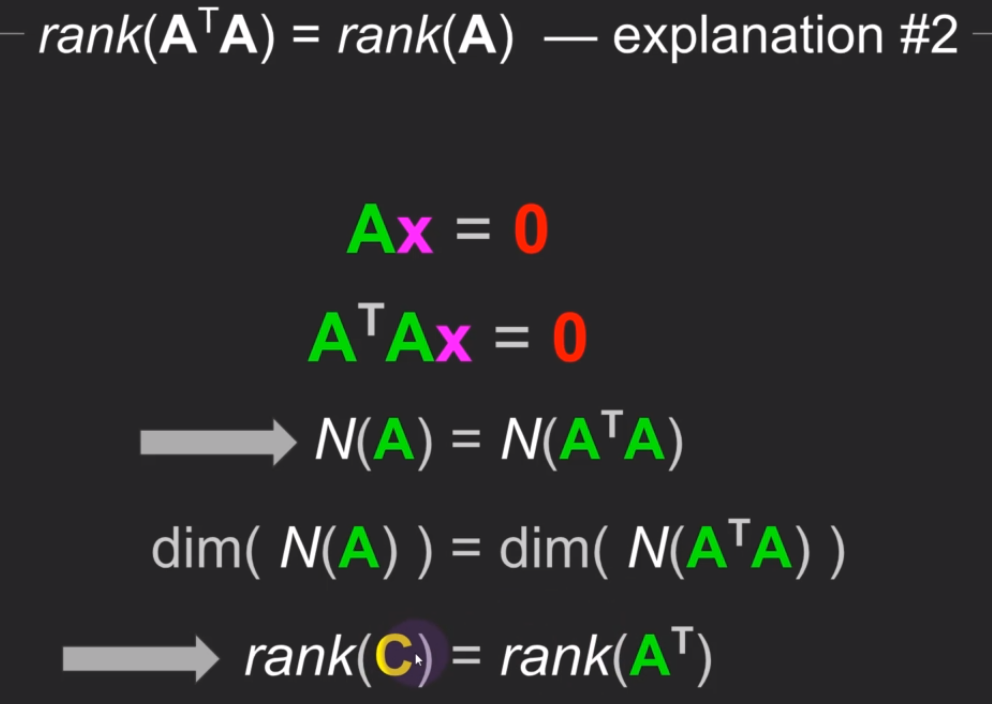 rank(AᵀA) = rank(A) — explanation #2
Ax = 0
AᵀAx = 0
N(A) = N(AᵀA)
dim( N(A) ) = dim( N(AᵀA) )
rank(C) = rank(Aᵀ)